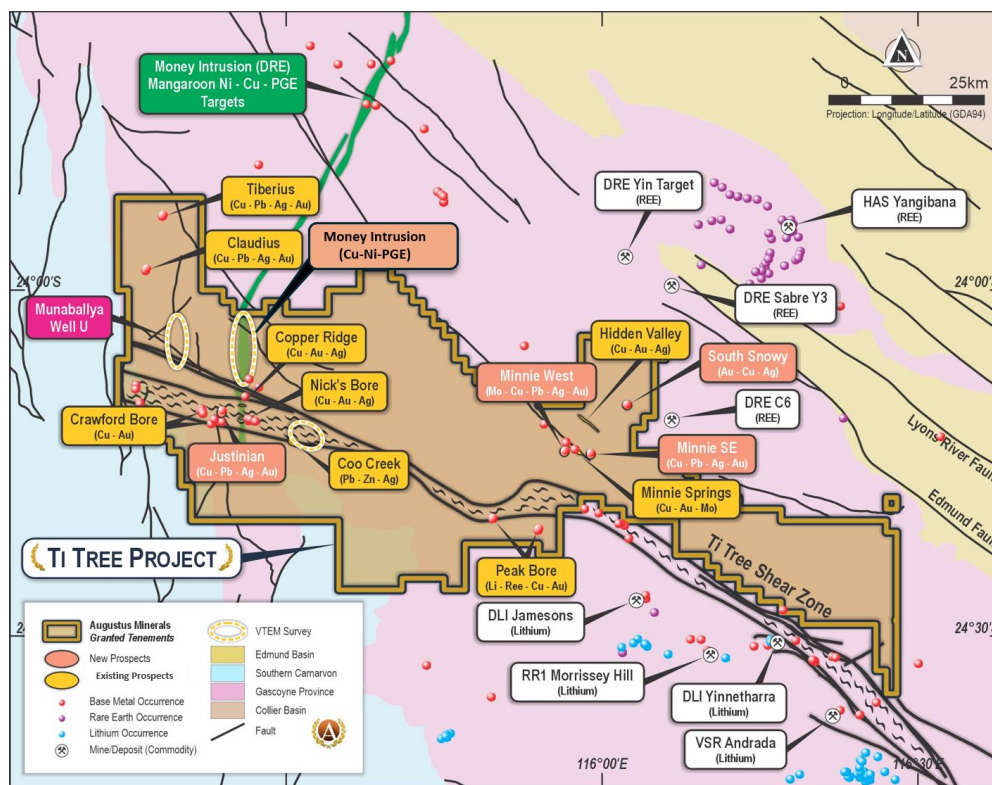 Money Intrusion (DRE)
Mangaroon Ni - Cu - PGE
Targets
N
0 25km
Projection: Longitude/Latitude (GDA94)
Tiberius
(Cu - Pb - Ag - Au)
DRE Yin Target
(REE)
HAS Yangibana
(REE)
Claudius
(Cu - Pb - Ag - Au)
Money Intrusion
(Cu-Ni-PGE)
24°00'S
24°00'S
DRE Sabre Y3
(REE)
Munaballya
Well U
Copper Ridge
(Cu - Au - Ag)
Hidden Valley
(Cu - Au - Ag)
South Snowy
(Au - Cu - Ag)
Minnie West
(Mo - Cu - Pb - Ag - Au)
Nick's Bore
(Cu - Au - Ag)
DRE C6
(REE)
Crawford Bore
(Cu - Au)
Lyons River Fault
Justinian
(Cu - Pb - Ag - Au)
Coo Creek
(Pb - Zn - Ag)
Minnie SE
(Cu - Pb - Ag - Au)
Minnie Springs
(Cu - Au - Mo)
Edmund Fau
TI TREE PROJECT
Peak Bore
(Li - Ree - Cu - Au)
Ti Tree Shear Zone
DLI Jamesons
(Lithium)
24°
24°30'S
RR1 Morrissey Hill
(Lithium)
DLI Yinnetharra
(Lithium)
VSR Andrada
(Lithium)
116°00'E
116°30'E
Augustus Minerals
Granted Tenements
New Prospects
Existing Prospects
Base Metal Occurrence
Rare Earth Occurrence
Lithium Occurrence
Mine/Deposit (Commodity)
VTEM Survey
Edmund Basin
Southern Carnarvon
Gascoyne Province
Collier Basin
Fault
A